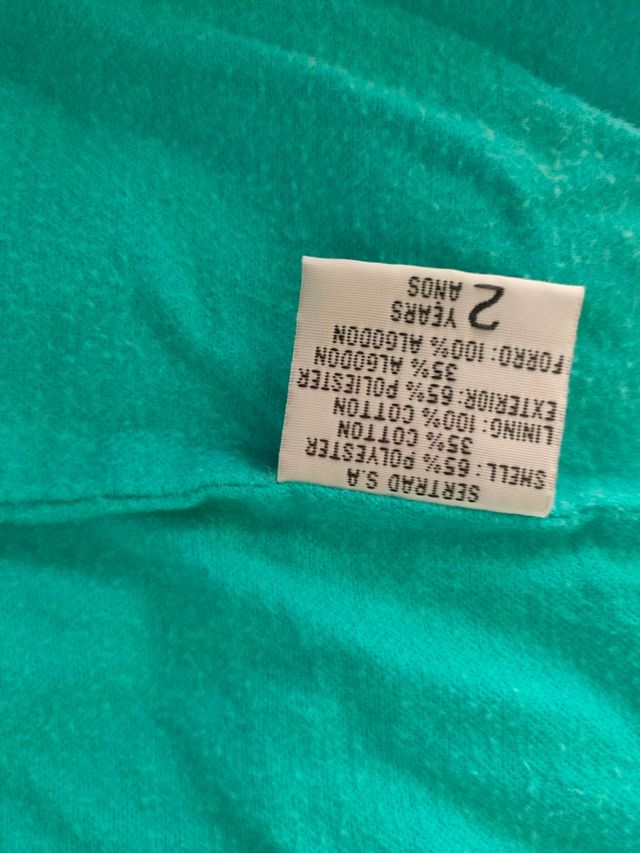 SERTRAD S.A
SHELL: 65% POLYESTER
35% COTTON
LINING: 100% COTTON
EXTERIOR: 65% POLIESTER
35% ALGODON
FORRO: 100% ALGODON
2 YEARS
ANOS